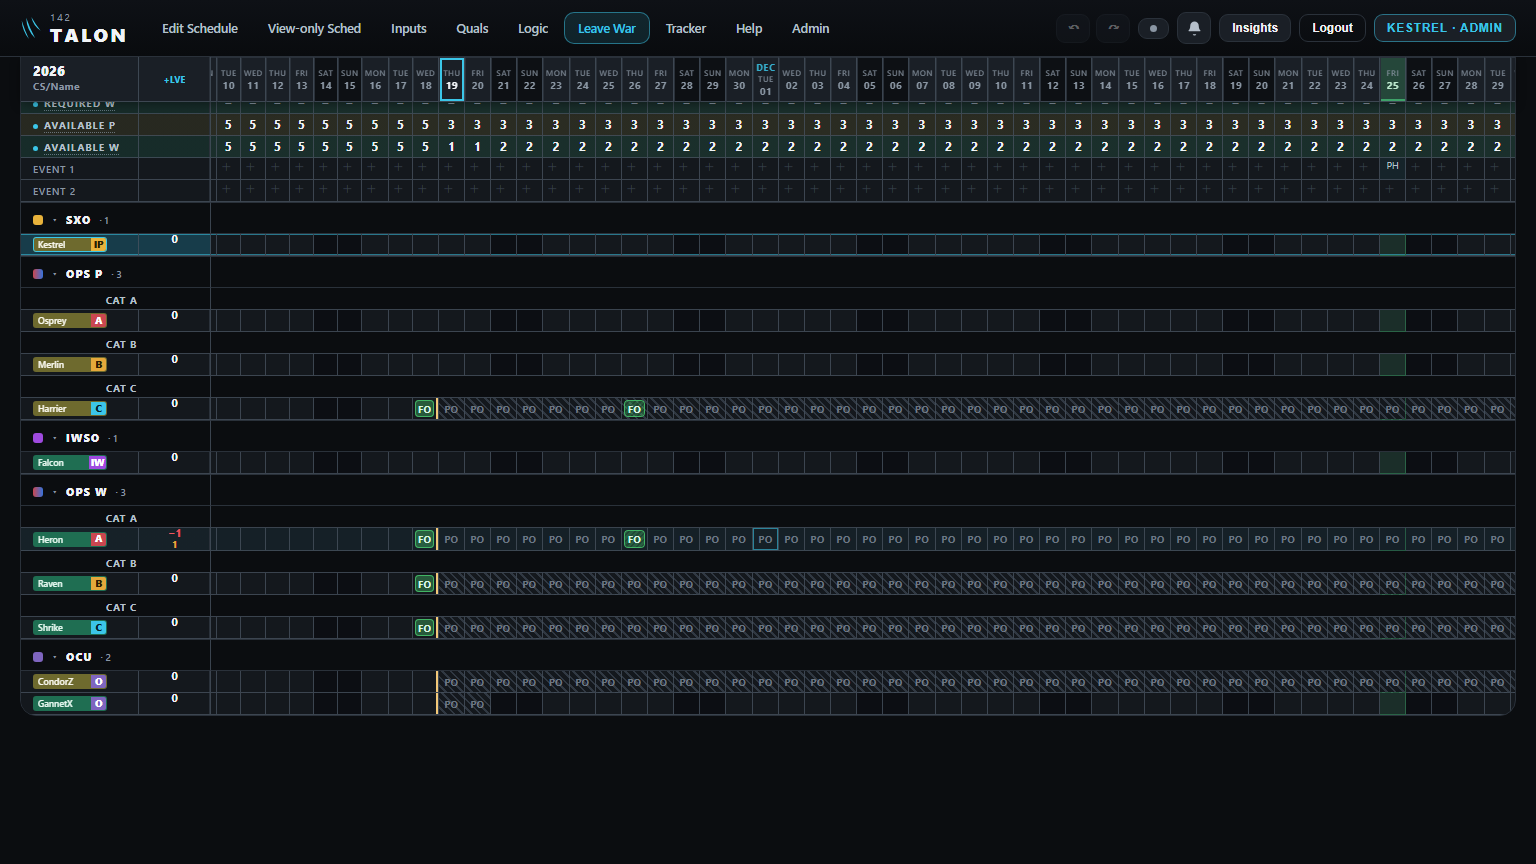 142
TALON
Edit Schedule View-only Sched Inputs Quals Logic Leave War Tracker Help Admin
Insights Logout KESTREL · ADMIN
2026
CS/Name
+LVE
DEC
TUE WED THU FRI SAT SUN MON TUE WED THU FRI SAT SUN MON TUE WED THU FRI SAT SUN MON TUE WED THU FRI SAT SUN MON TUE WED THU FRI SAT SUN MON TUE WED THU FRI SAT SUN MON TUE WED THU FRI SAT SUN MON TUE
10 11 12 13 14 15 16 17 18 19 20 21 22 23 24 25 26 27 28 29 30 01 02 03 04 05 06 07 08 09 10 11 12 13 14 15 16 17 18 19 20 21 22 23 24 25 26 27 28 29
REQUIRED W
AVAILABLE P 5 5 5 5 5 5 5 5 5 3 3 3 3 3 3 3 3 3 3 3 3 3 3 3 3 3 3 3 3 3 3 3 3 3 3 3 3 3 3 3 3 3 3 3 3 3 3 3 3 3
AVAILABLE W 5 5 5 5 5 5 5 5 5 1 1 2 2 2 2 2 2 2 2 2 2 2 2 2 2 2 2 2 2 2 2 2 2 2 2 2 2 2 2 2 2 2 2 2 2 2 2 2 2 2
EVENT 1 + + + + + + + + + + + + + + + + + + + + + + + + + + + + + + + + + + + + + + + + + + + + + PH + + + +
EVENT 2 + + + + + + + + + + + + + + + + + + + + + + + + + + + + + + + + + + + + + + + + + + + + + + + + + +
SXO · 1
Kestrel IP 0
OPS P · 3
CAT A
Osprey A 0
CAT B
Merlin B 0
CAT C
Harrier C 0 FO PO PO PO PO PO PO PO FO PO PO PO PO PO PO PO PO PO PO PO PO PO PO PO PO PO PO PO PO PO PO PO PO PO PO PO PO PO PO PO PO PO
IWSO · 1
Falcon IW 0
OPS W · 3
CAT A
Heron A −1 FO PO PO PO PO PO PO PO FO PO PO PO PO PO PO PO PO PO PO PO PO PO PO PO PO PO PO PO PO PO PO PO PO PO PO PO PO PO PO PO PO PO
1
CAT B
Raven B 0 FO PO PO PO PO PO PO PO PO PO PO PO PO PO PO PO PO PO PO PO PO PO PO PO PO PO PO PO PO PO PO PO PO PO PO PO PO PO PO PO PO PO
CAT C
Shrike C 0 FO PO PO PO PO PO PO PO PO PO PO PO PO PO PO PO PO PO PO PO PO PO PO PO PO PO PO PO PO PO PO PO PO PO PO PO PO PO PO PO PO PO
OCU · 2
CondorZ O 0 PO PO PO PO PO PO PO PO PO PO PO PO PO PO PO PO PO PO PO PO PO PO PO PO PO PO PO PO PO PO PO PO PO PO PO PO PO PO PO PO PO
GannetX O 0 PO PO